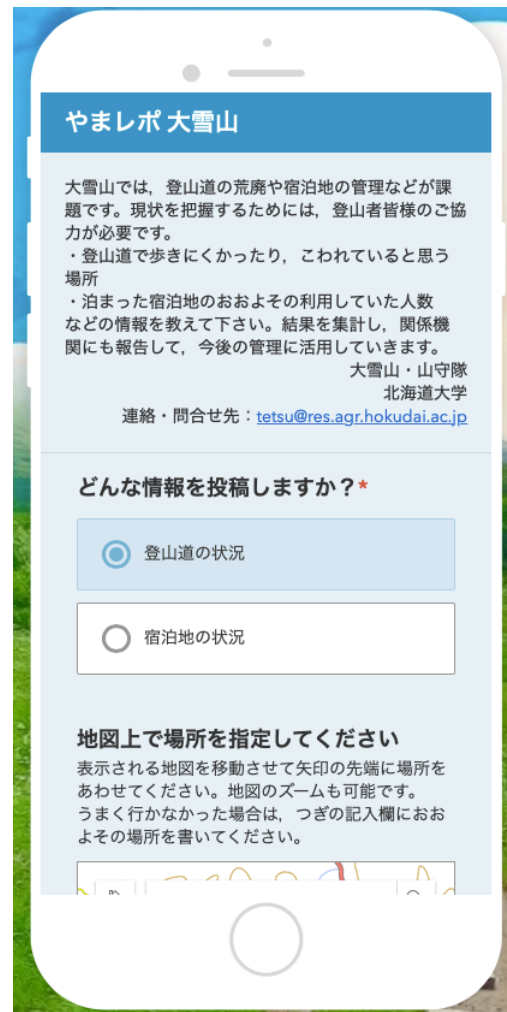 やまレポ 大雪山
大雪山では，登山道の荒廃や宿泊地の管理などが課
題です。現状を把握するためには，登山者皆様のご協
力が必要です。
・登山道で歩きにくかったり，こわれていると思う
場所
・泊まった宿泊地のおおよその利用していた人数
などの情報を教えて下さい。結果を集計し，関係機
関にも報告して，今後の管理に活用していきます。
大雪山・山守隊
北海道大学
連絡・問合せ先：tetsu@res.agr.hokudai.ac.jp
どんな情報を投稿しますか？*
登山道の状況
宿泊地の状況
地図上で場所を指定してください
表示される地図を移動させて矢印の先端に場所を
あわせてください。地図のズームも可能です。
うまく行かなかった場合は，つぎの記入欄におお
よその場所を書いてください。